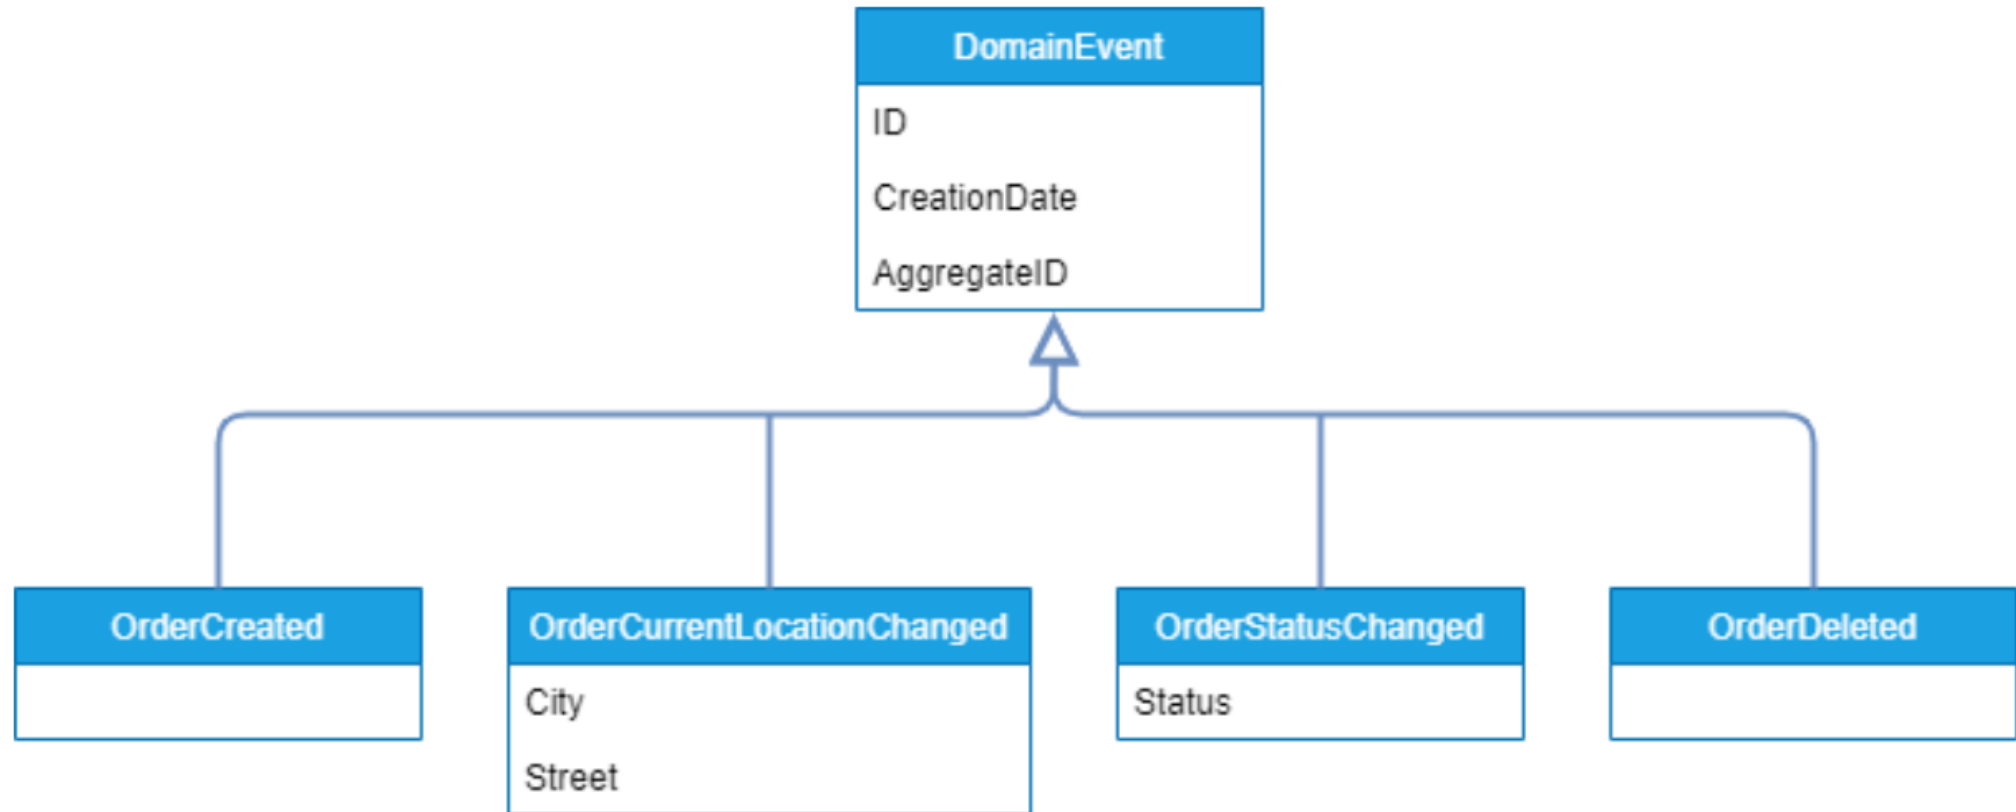 DomainEvent
ID
CreationDate
AggregateID
OrderCreated
OrderCurrentLocationChanged
City
Street
OrderStatusChanged
Status
OrderDeleted